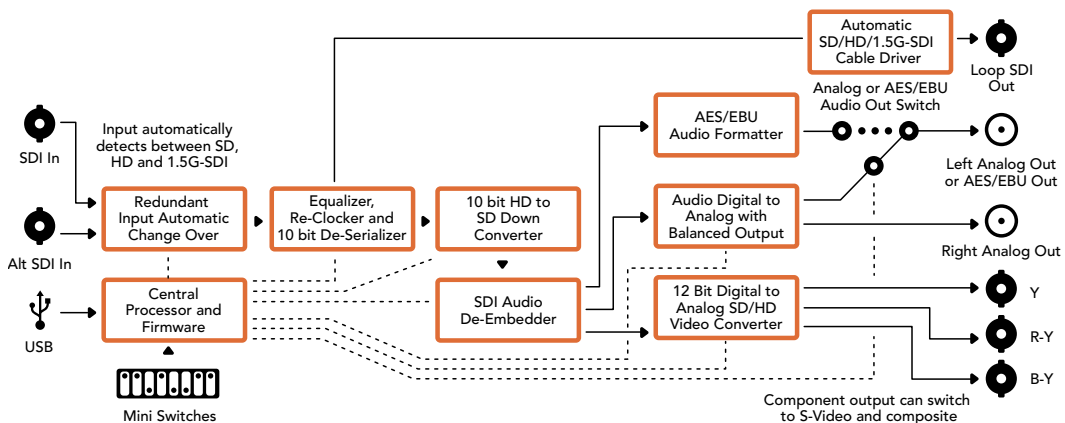 Automatic
SD/HD/1.5G-SDI
Cable Driver
Loop SDI
Out
Analog or AES/EBU
Audio Out Switch
SDI In
Input automatically
detects between SD,
HD and 1.5G-SDI
AES/EBU
Audio Formatter
Left Analog Out
or AES/EBU Out
Alt SDI In
Redundant
Input Automatic
Change Over
Equalizer,
Re-Clocker and
10 bit De-Serializer
10 bit HD to
SD Down
Converter
Audio Digital to
Analog with
Balanced Output
Right Analog Out
USB
Central
Processor and
Firmware
SDI Audio
De-Embedder
12 Bit Digital to
Analog SD/HD
Video Converter
Y
R-Y
B-Y
Mini Switches
Component output can switch
to S-Video and composite